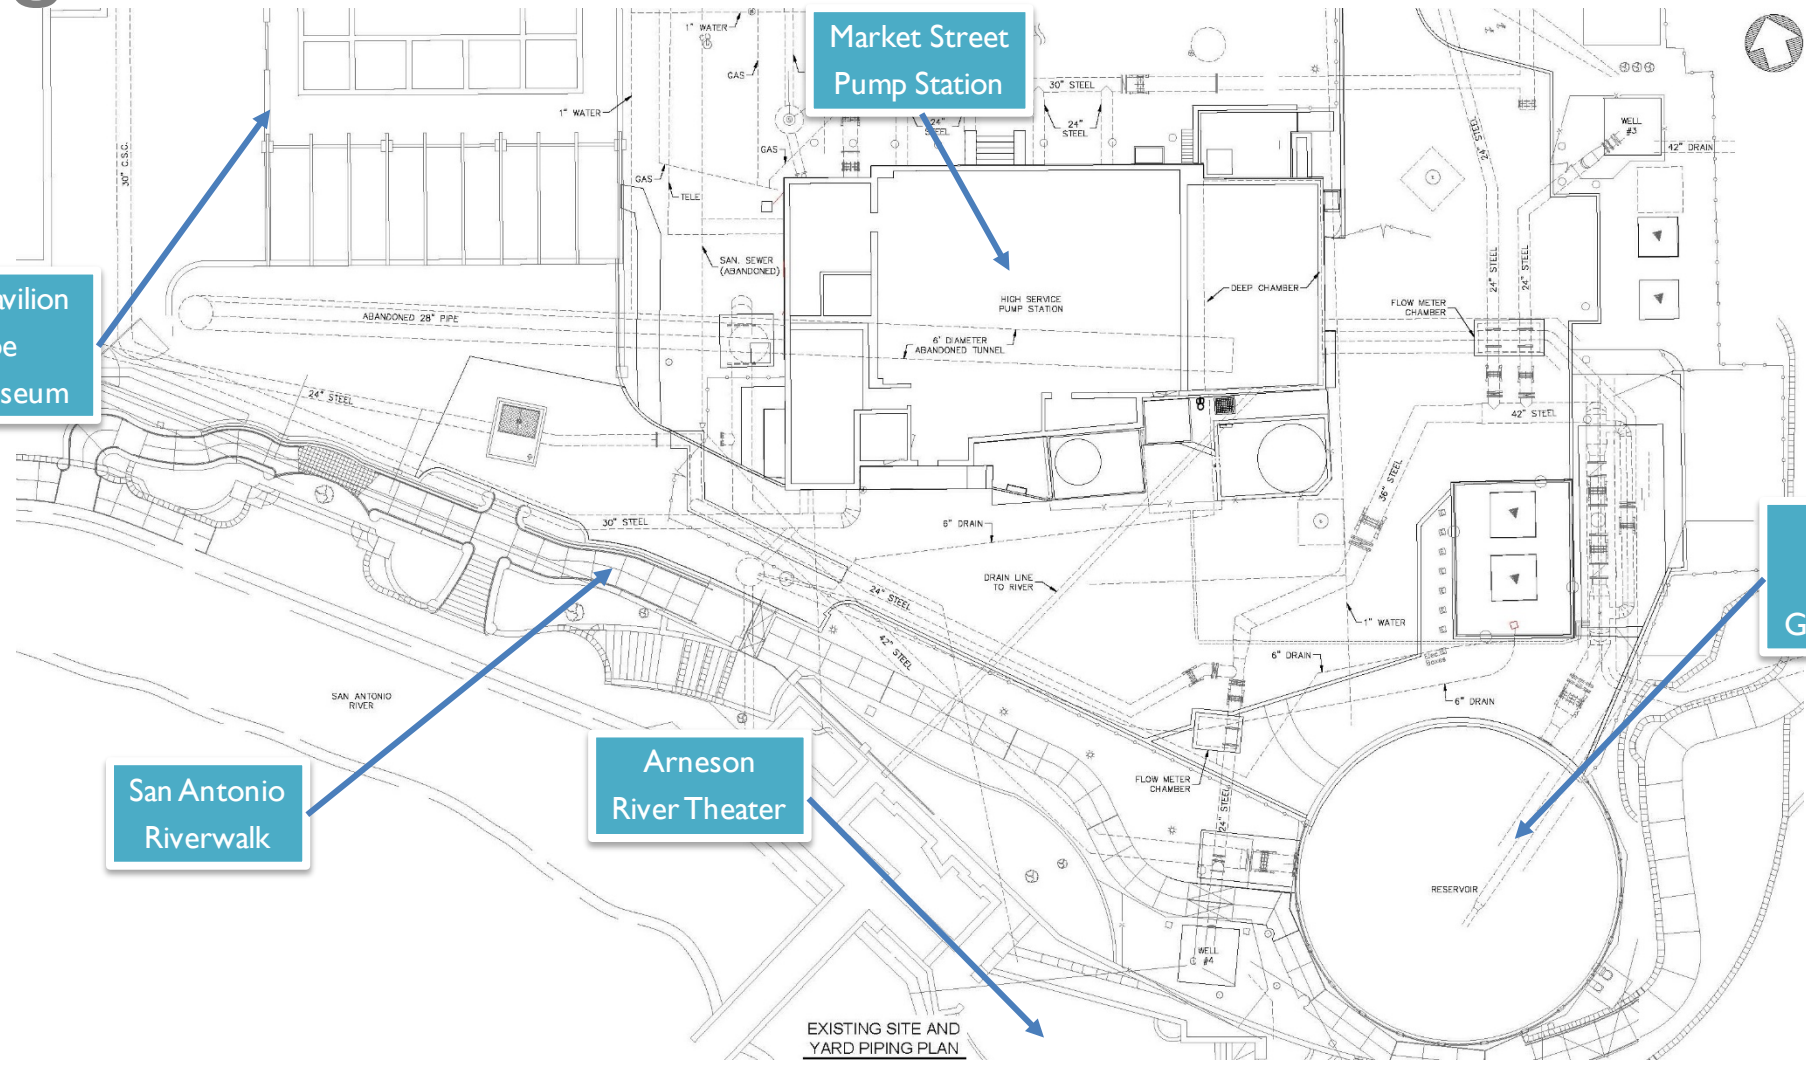 Market Street
Pump Station
1" WATER
GAS
30" STEEL
24"
STEEL
24"
STEEL
24" STEEL
WELL
#3
42" DRAIN
1" WATER
30" C.S.C.
GAS
GAS
TELE
SAN. SEWER
(ABANDONED)
HIGH SERVICE
PUMP STATION
DEEP CHAMBER
24" STEEL
24" STEEL
FLOW METER
CHAMBER
ABANDONED 28" PIPE
6' DIAMETER
ABANDONED TUNNEL
24" STEEL
42" STEEL
36" STEEL
30" STEEL
6" DRAIN
DRAIN LINE
TO RIVER
24" STEEL
42" STEEL
1" WATER
6" DRAIN
6" DRAIN
SAN ANTONIO
RIVER
San Antonio
Riverwalk
Arneson
River Theater
FLOW METER
CHAMBER
24" STEEL
RESERVOIR
WELL
#4
EXISTING SITE AND
YARD PIPING PLAN